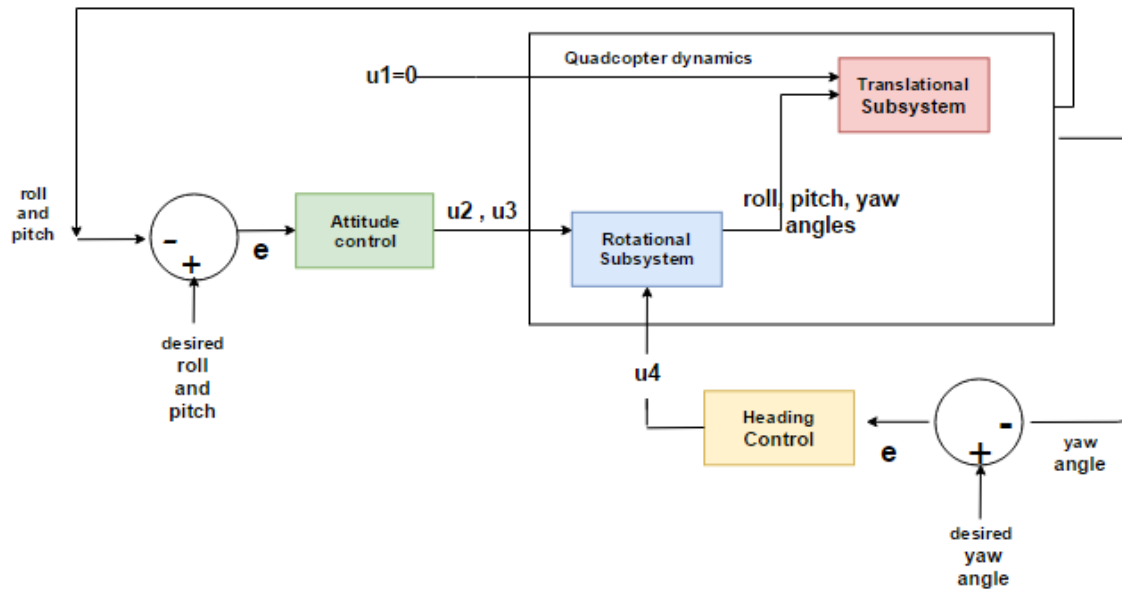 Quadcopter dynamics
u1=0
Translational
Subsystem
roll
and
pitch
-
+
e
Attitude
control
u2 , u3
Rotational
Subsystem
roll, pitch, yaw
angles
desired
roll
and
pitch
u4
Heading
Control
e
-
+
yaw
angle
desired
yaw
angle